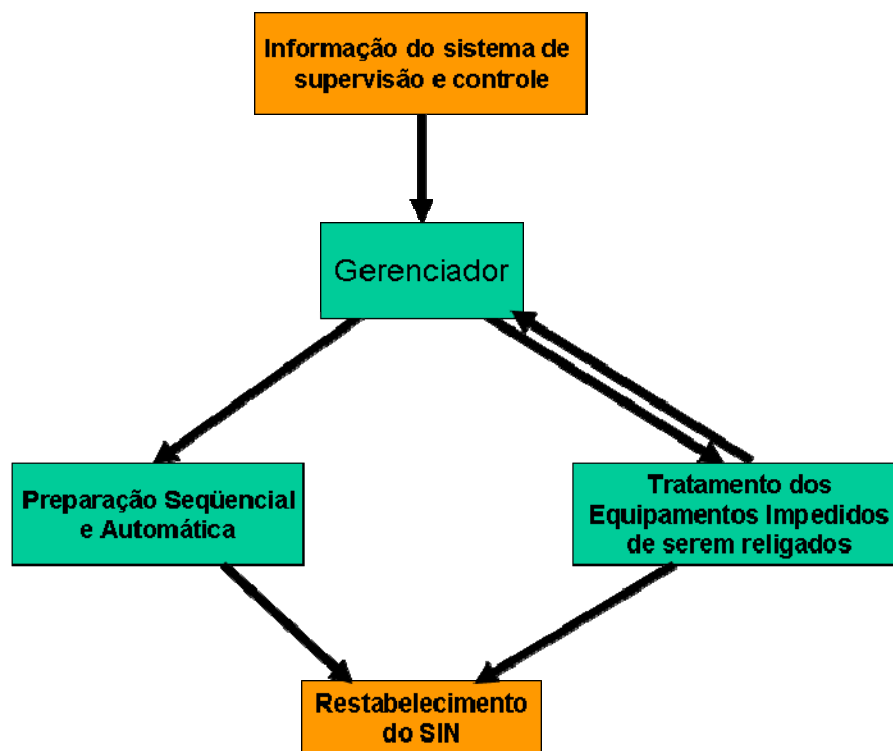 Informação do sistema de
supervisão e controle
Gerenciador
Preparação Seqüencial
e Automática
Tratamento dos
Equipamentos Impedidos
de serem religados
Restabelecimento
do SIN